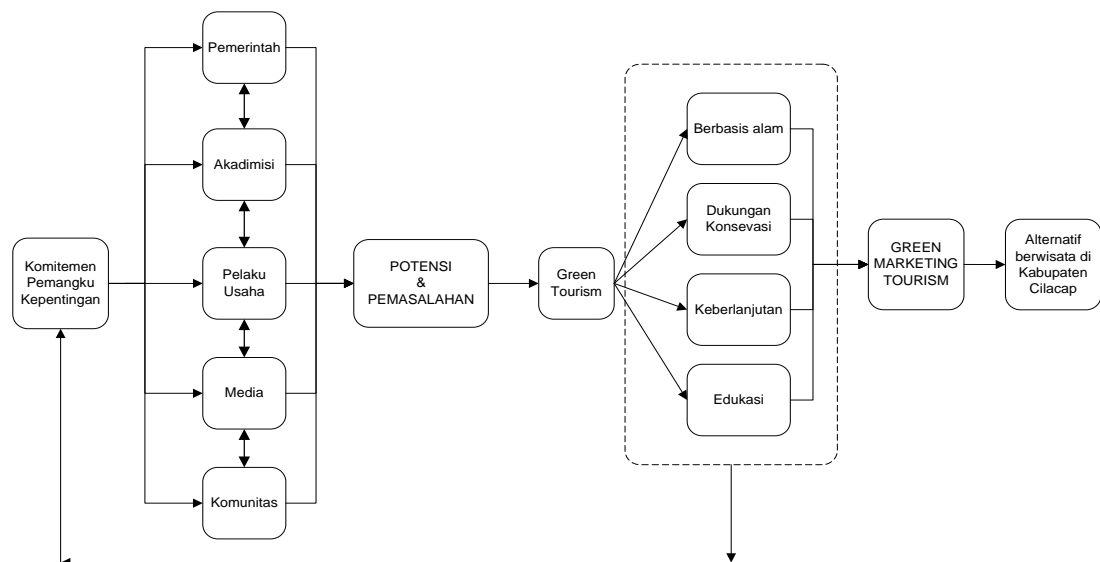 Pemerintah
Akadimisi
Pelaku
Usaha
Media
Komunitas
Komitemen
Pemangku
Kepentingan
POTENSI
&
PEMASALAHAN
Green
Tourism
Berbasis alam
Dukungan
Konsevasi
Keberlanjutan
Edukasi
GREEN
MARKETING
TOURISM
Alternatif
berwisata di
Kabupaten
Cilacap